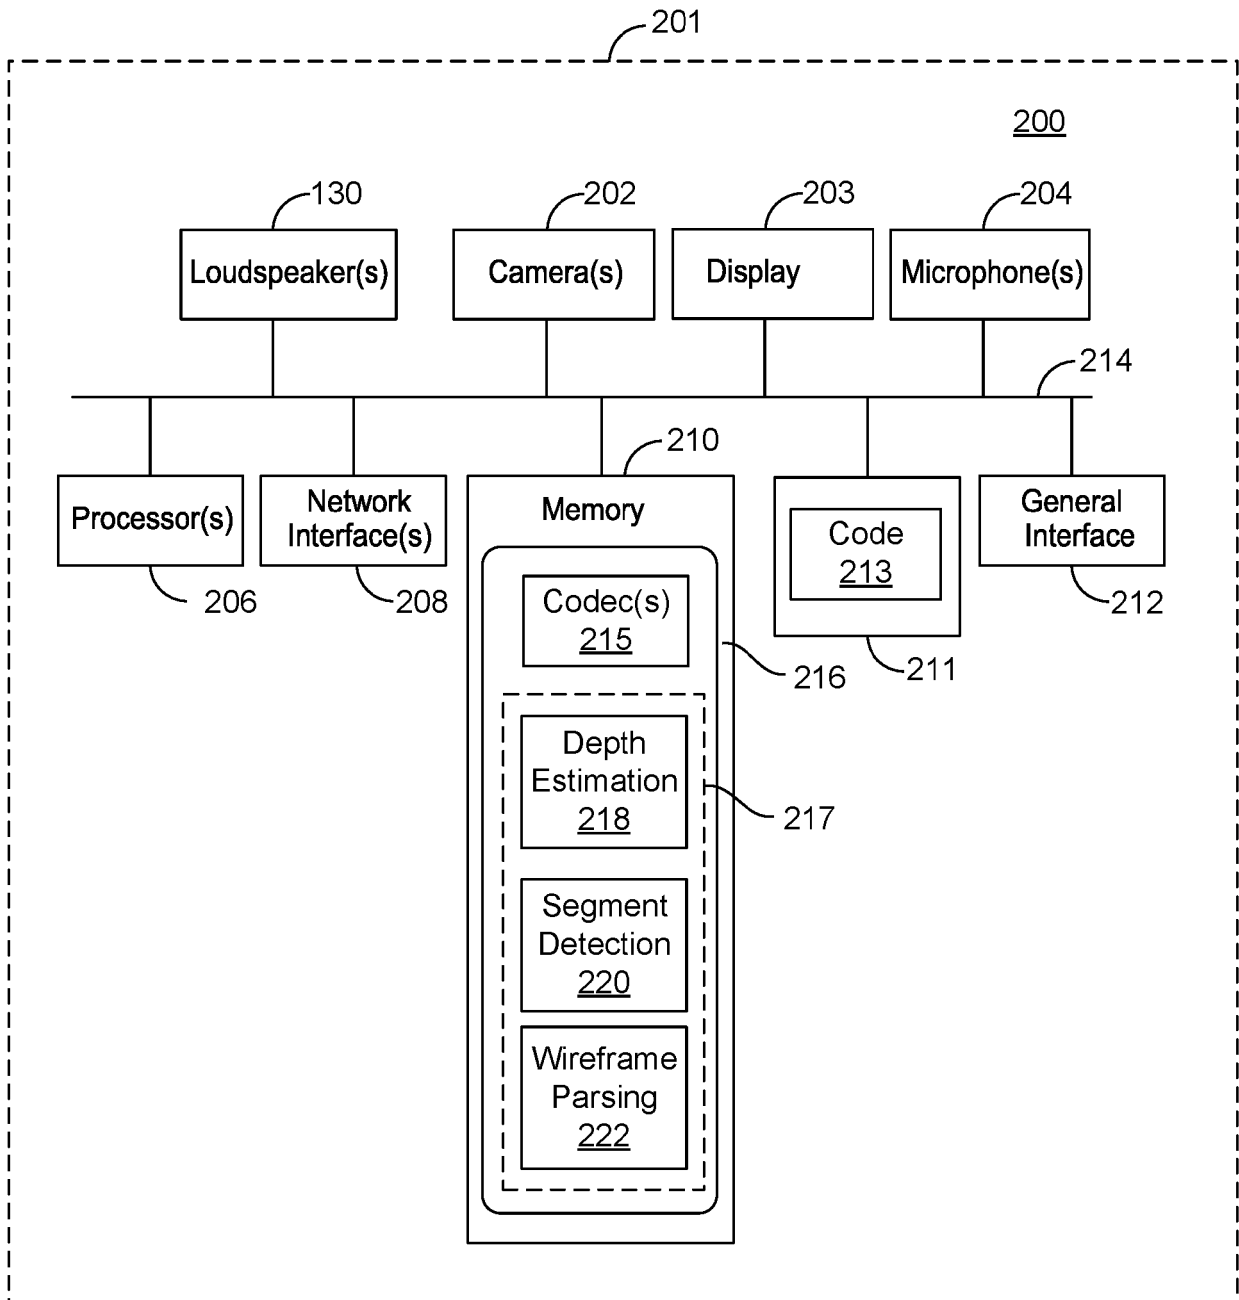 201
200
130
202
203
204
Loudspeaker(s)
Camera(s)
Display
Microphone(s)
214
210
Processor(s)
Network
Interface(s)
Memory
Code
213
General
Interface
206
208
212
Codec(s)
215
216
211
Depth
Estimation
218
217
Segment
Detection
220
Wireframe
Parsing
222